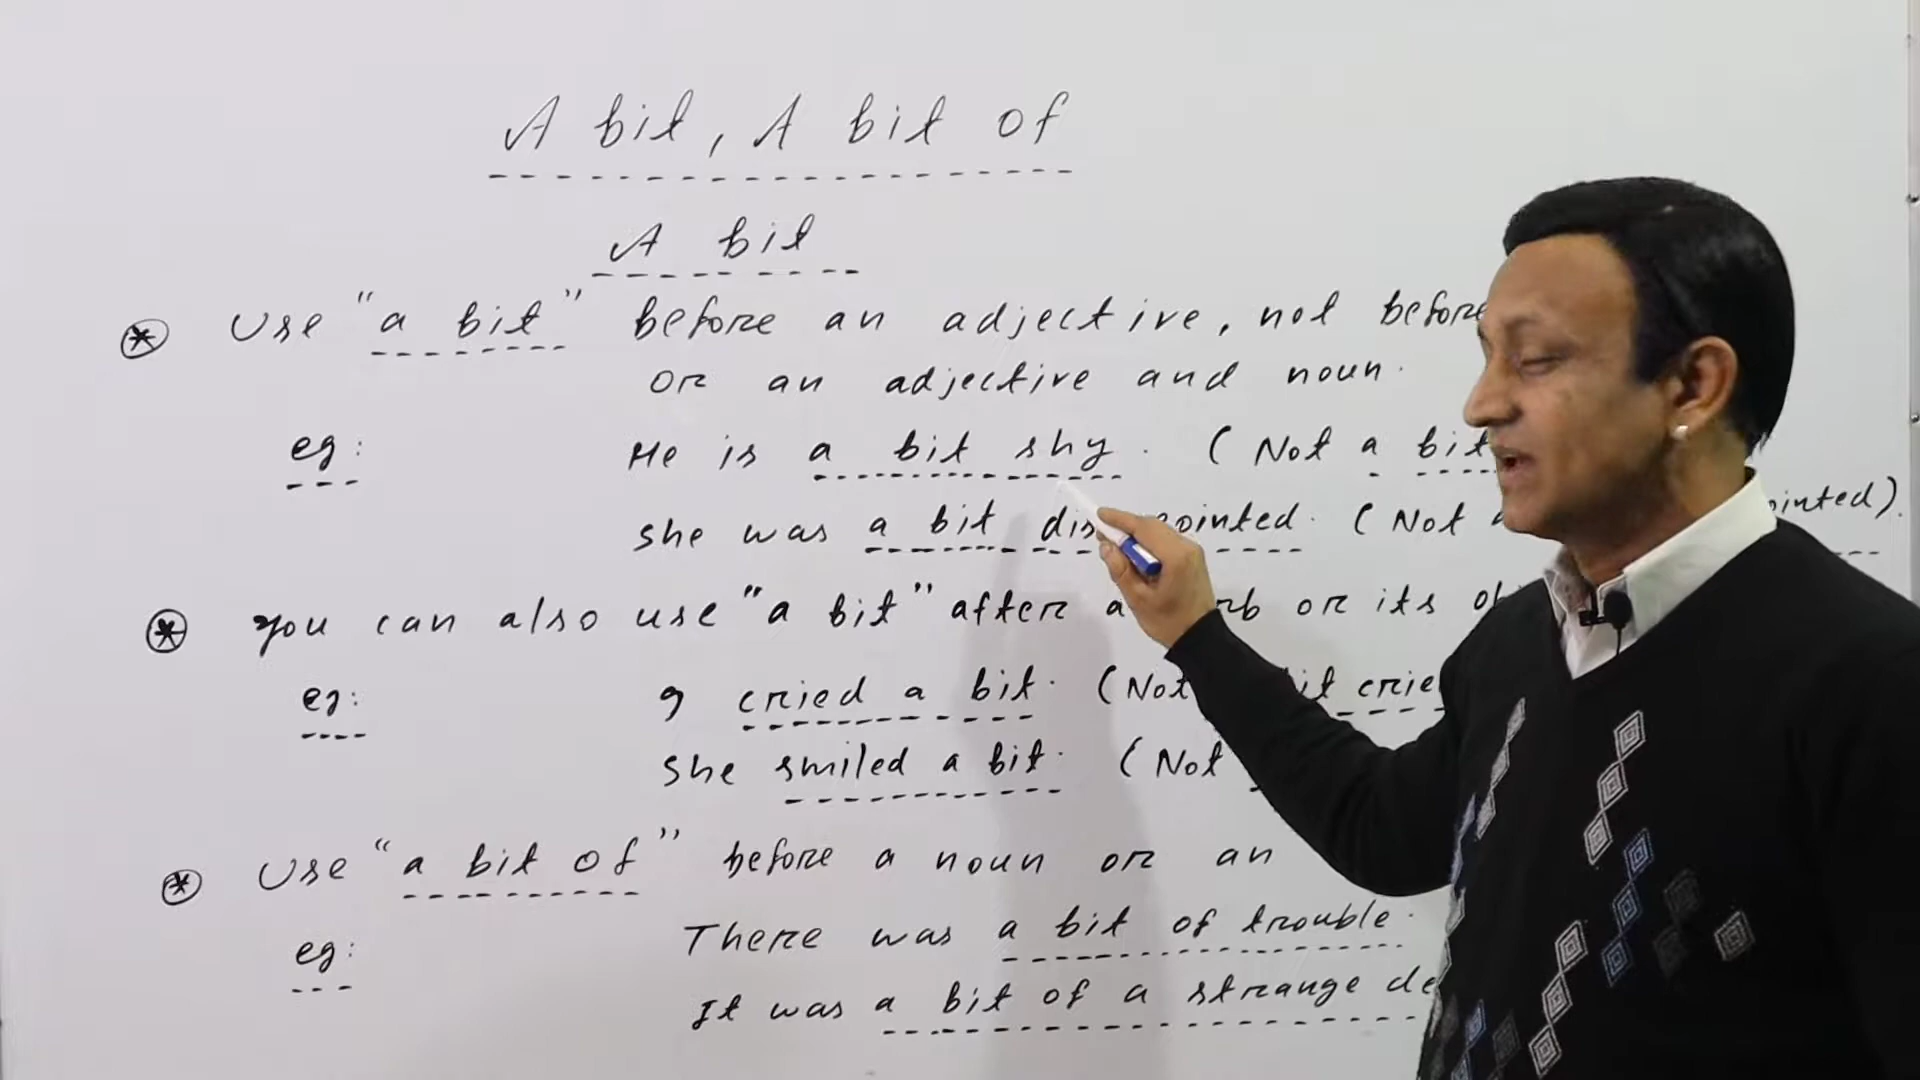 A bit, A bit of
A bit
Use "a bit" before an adjective, not before
or an adjective and noun.
eg: He is a bit shy. (Not a bit
She was a bit disappointed. (Not
You can also use "a bit" after a verb or its
eg: I cried a bit. (Not bit cried
She smiled a bit. (Not
Use "a bit of" before a noun or an
eg: There was a bit of trouble.
It was a bit of a strange